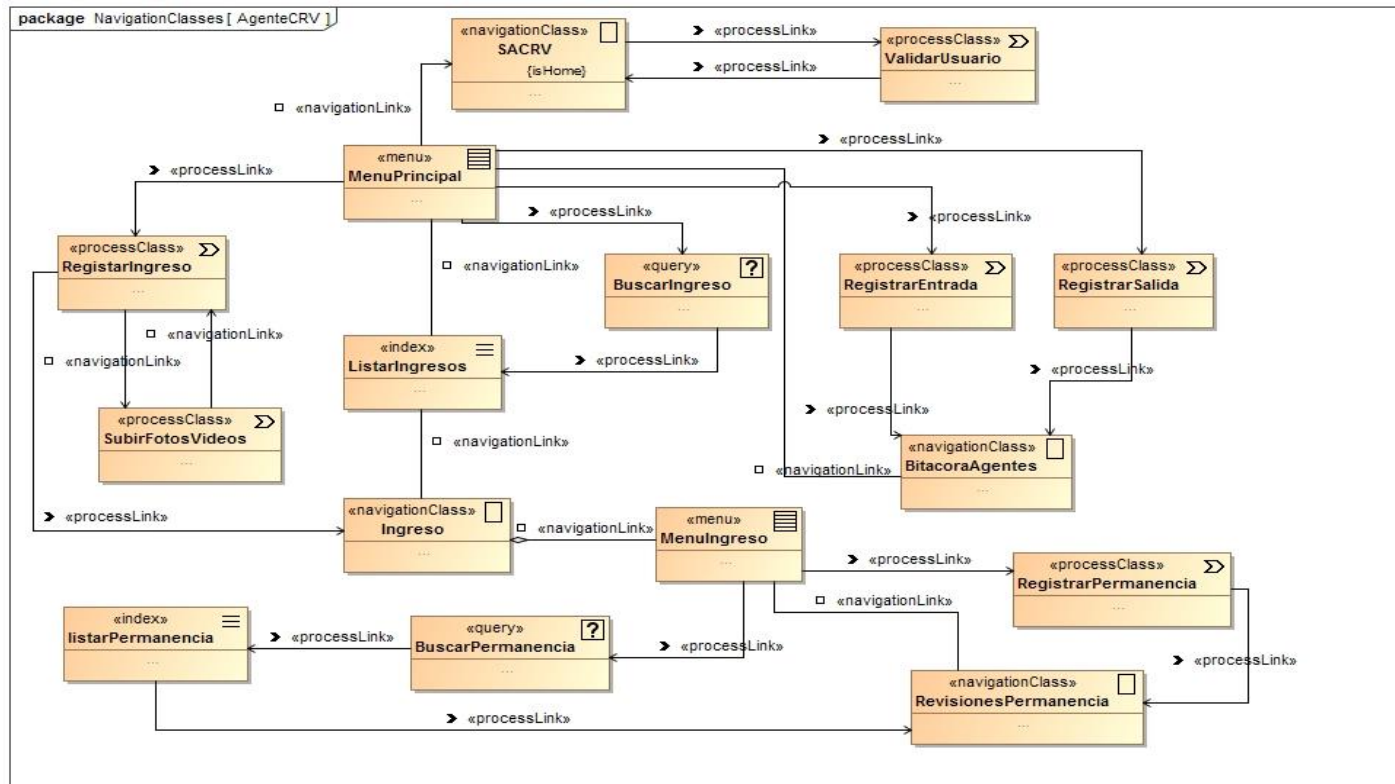 package NavigationClasses [ AgenteCRV ]
«navigationClass»
SACRV
{isHome}
...
«processLink»
«processLink»
«processClass»
ValidarUsuario
...
«navigationLink»
«menu»
MenuPrincipal
...
«processLink»
«processLink»
«processLink»
«processLink»
«processClass»
RegistarIngreso
...
«navigationLink»
«query»
BuscarIngreso
...
«processClass»
RegistrarEntrada
...
«processClass»
RegistrarSalida
...
«navigationLink»
«navigationLink»
«index»
ListarIngresos
...
«processLink»
«processLink»
«processLink»
«processClass»
SubirFotosVideos
...
«navigationLink»
«navigationLink»
«navigationClass»
BitacoraAgentes
...
«processLink»
«navigationClass»
Ingreso
...
«navigationLink»
«menu»
MenuIngreso
...
«processLink»
«processClass»
RegistrarPermanencia
...
«navigationLink»
«index»
listarPermanencia
...
«processLink»
«query»
BuscarPermanencia
...
«processLink»
«processLink»
«navigationClass»
RevisionesPermanencia
...
«processLink»